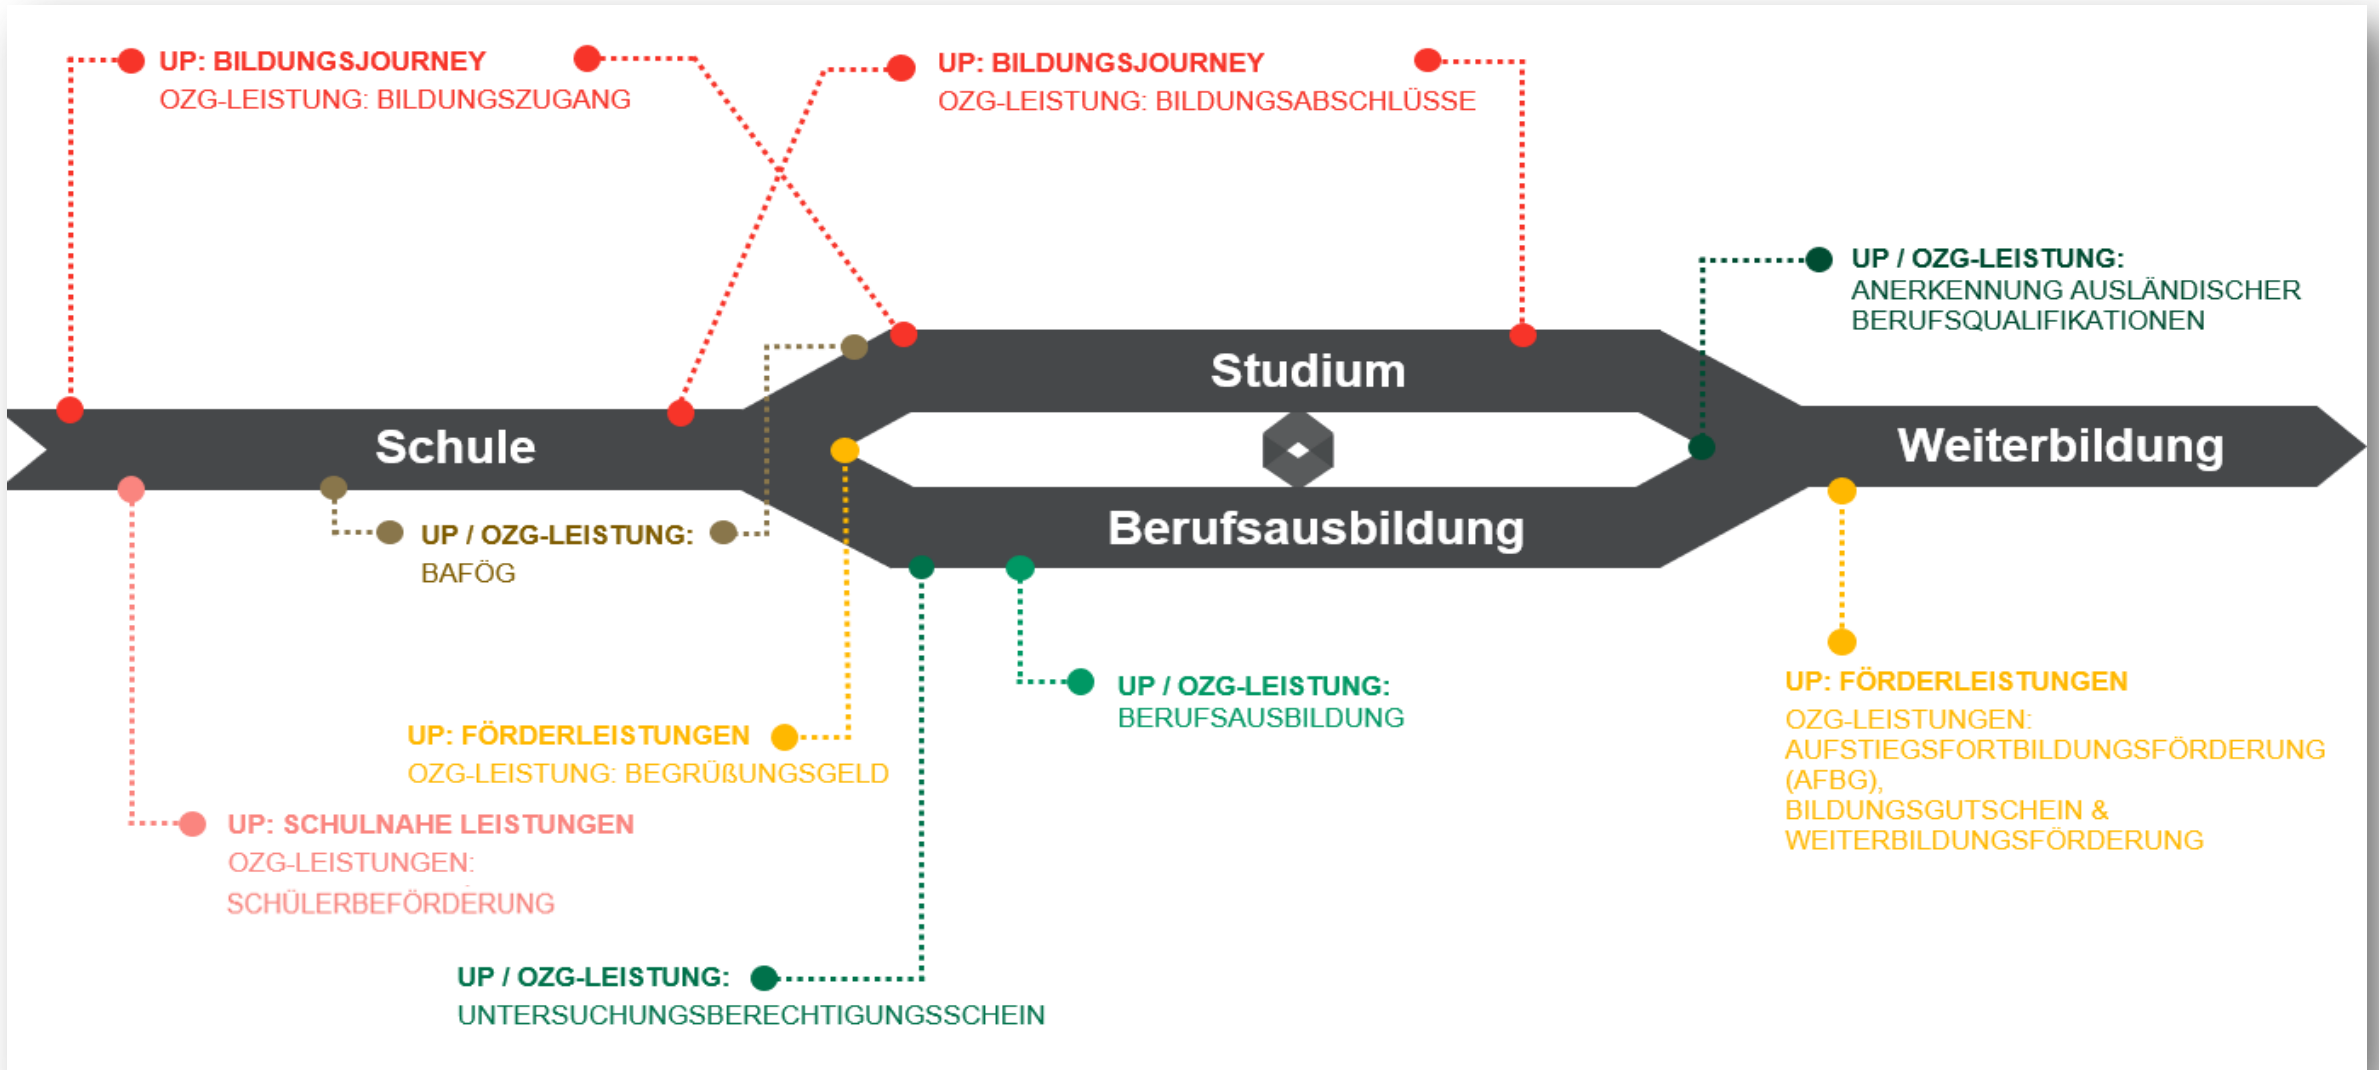 UP: BILDUNGSJOURNEY
OZG-LEISTUNG: BILDUNGSZUGANG
UP: BILDUNGSJOURNEY
OZG-LEISTUNG: BILDUNGSABSCHLÜSSE
UP / OZG-LEISTUNG:
ANERKENNUNG AUSLÄNDISCHER
BERUFSQUALIFIKATIONEN
Studium
Schule
Weiterbildung
Berufsausbildung
UP / OZG-LEISTUNG:
BAFÖG
UP / OZG-LEISTUNG:
BERUFSAUSBILDUNG
UP: FÖRDERLEISTUNGEN
OZG-LEISTUNGEN:
AUFSTIEGSFORTBILDUNGSFÖRDERUNG
(AFBG),
BILDUNGSGUTSCHEIN &
WEITERBILDUNGSFÖRDERUNG
UP: FÖRDERLEISTUNGEN
OZG-LEISTUNG: BEGRÜßUNGSGELD
UP: SCHULNAHE LEISTUNGEN
OZG-LEISTUNGEN:
SCHÜLERBEFÖRDERUNG
UP / OZG-LEISTUNG:
UNTERSUCHUNGSBERECHTIGUNGSSCHEIN